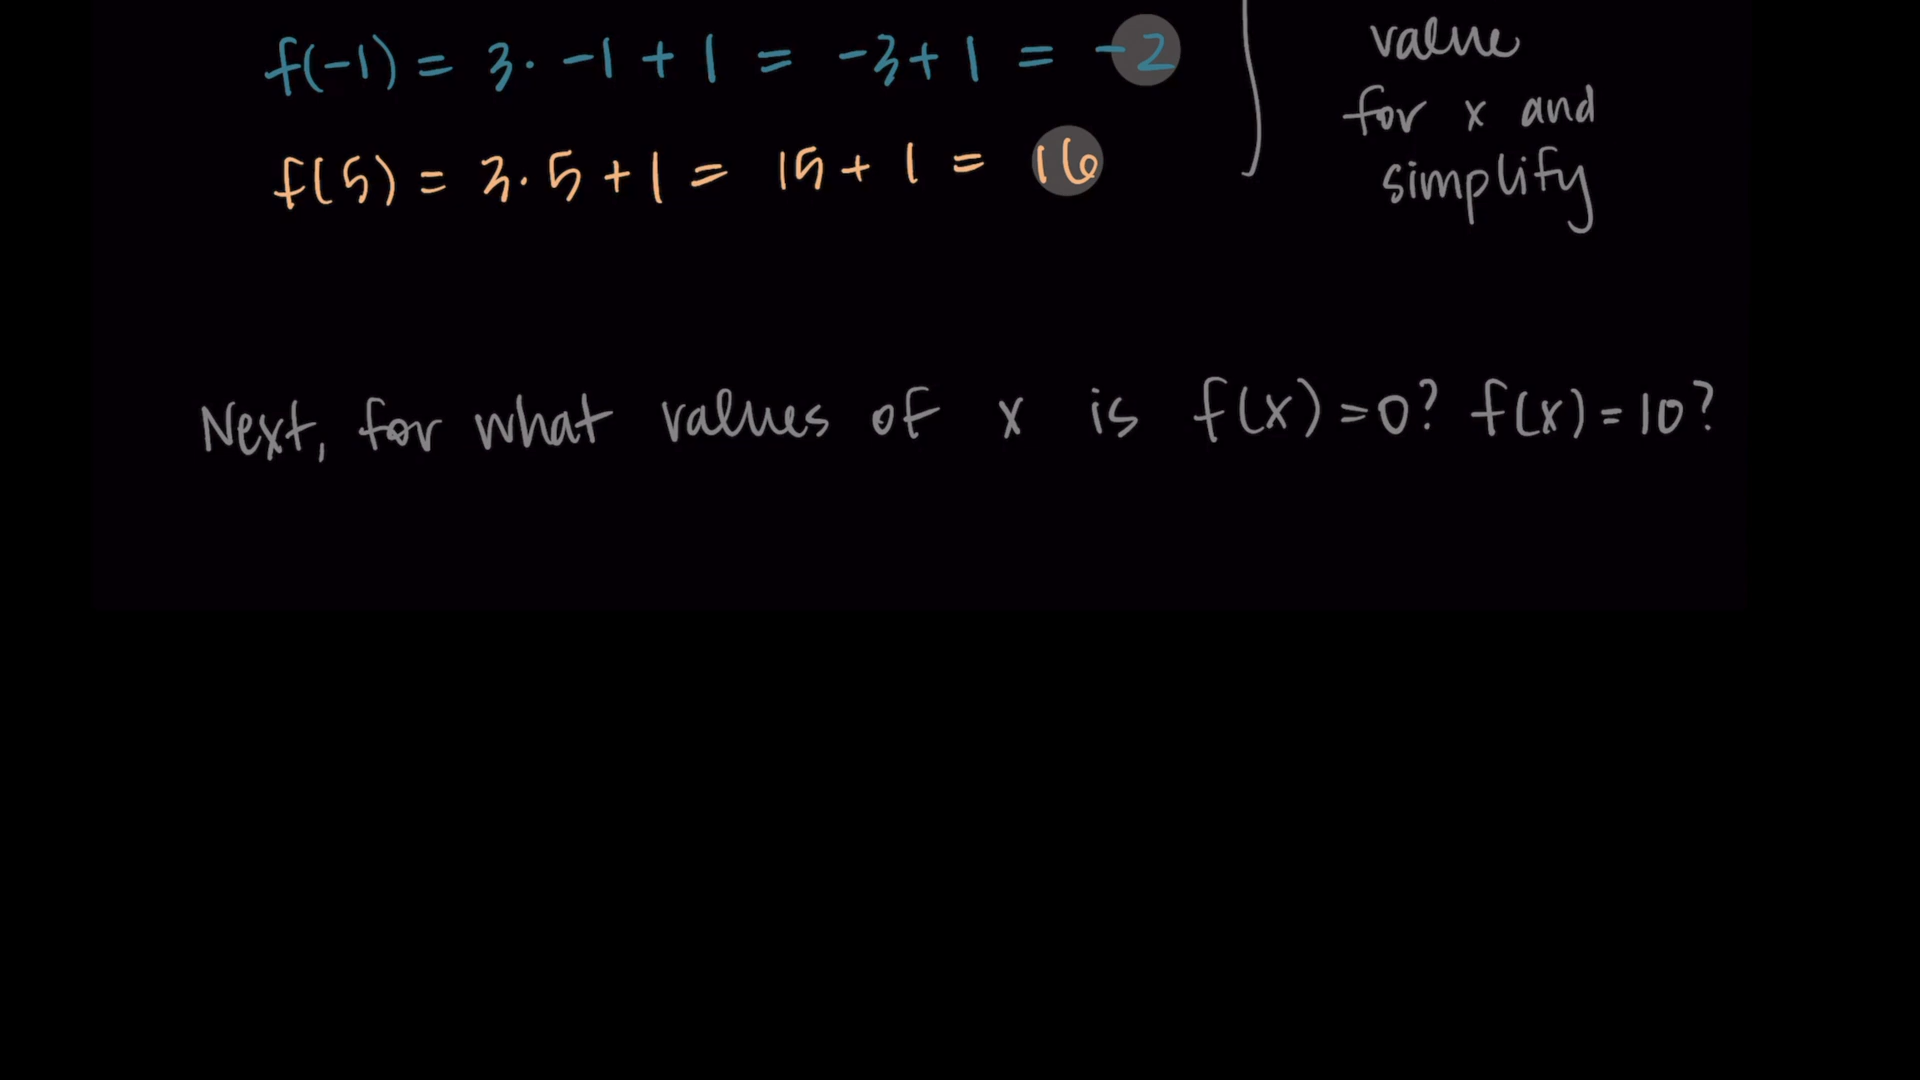 f(-1) = 3 · -1 + 1 = -3 + 1 = -2
f(5) = 3 · 5 + 1 = 15 + 1 = 16
value
for x and
simplify
Next, for what values of x is f(x) = 0? f(x) = 10?